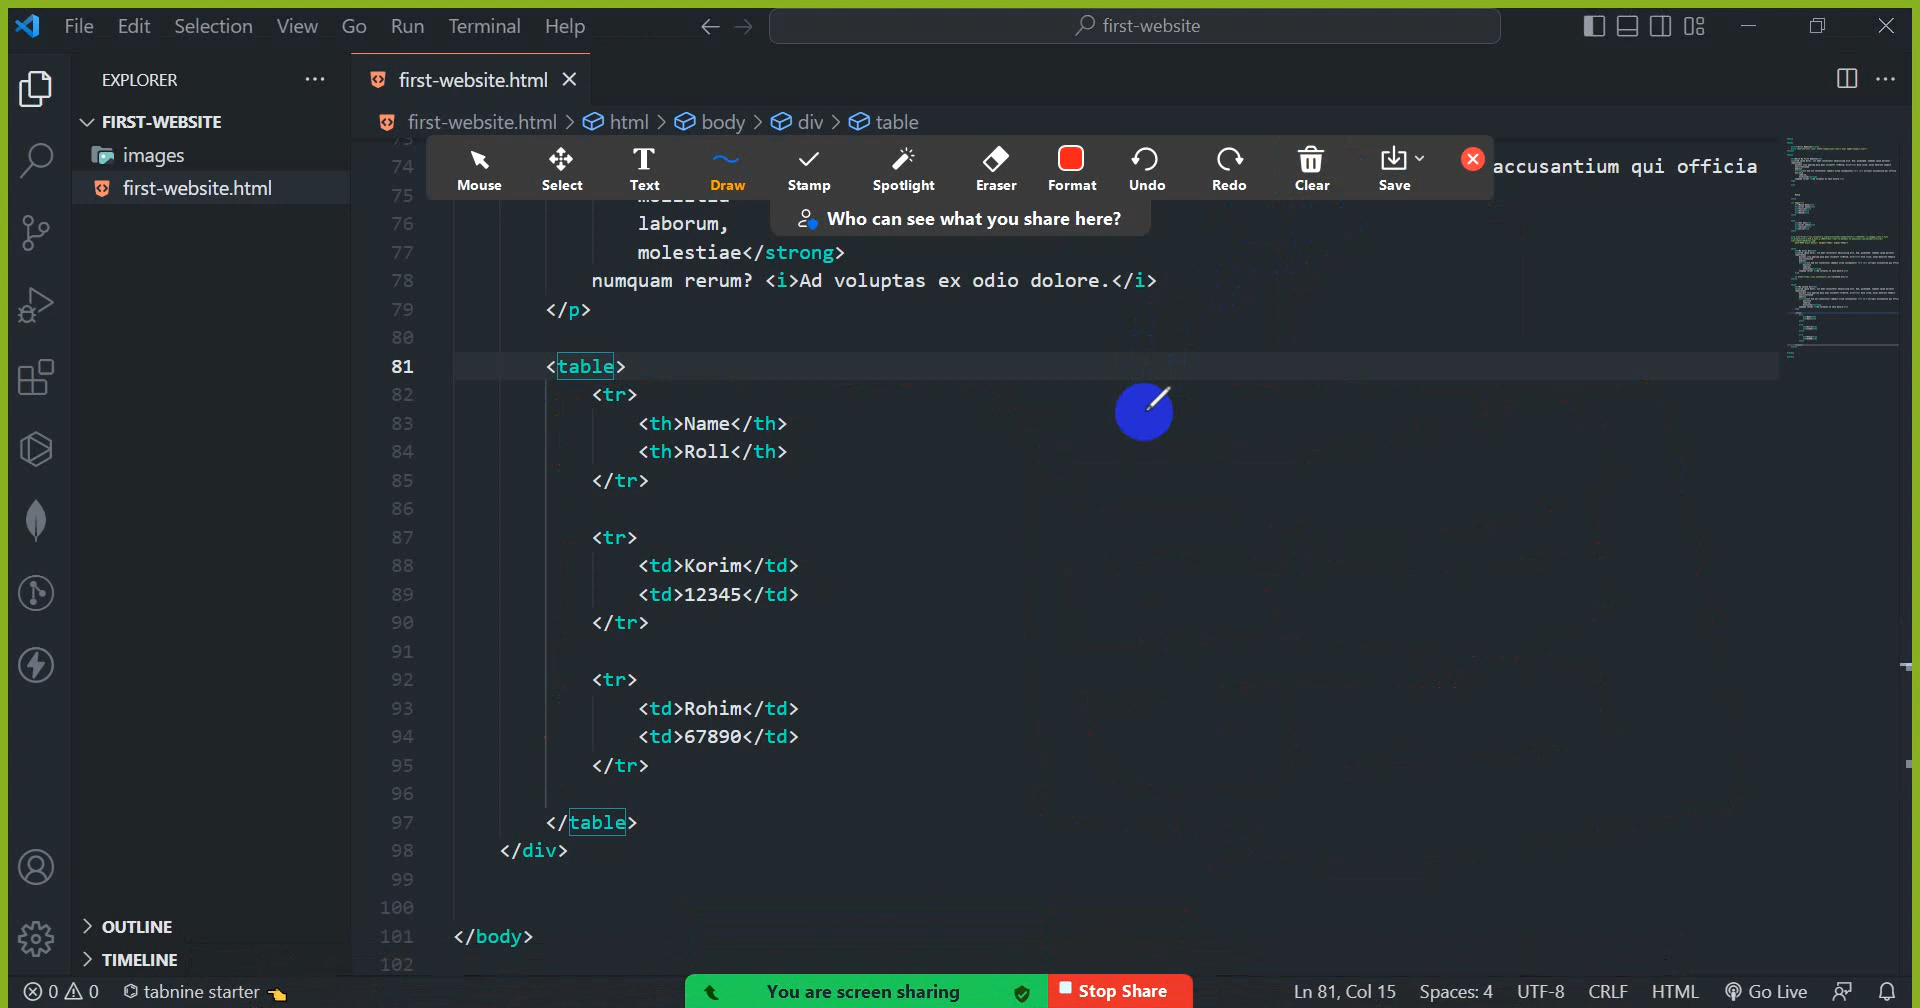 File Edit Selection View Go Run Terminal Help
first-website
EXPLORER
FIRST-WEBSITE
images
first-website.html
OUTLINE
TIMELINE
first-website.html
first-website.html > html > body > div > table
Mouse Select Text Draw Stamp Spotlight Eraser Format Undo Redo Clear Save
Who can see what you share here?
74 accusantium qui officia
75
76 laborum,
77 molestiae</strong>
78 numquam rerum? <i>Ad voluptas ex odio dolore.</i>
79 </p>
80
81 <table>
82 <tr>
83 <th>Name</th>
84 <th>Roll</th>
85 </tr>
86
87 <tr>
88 <td>Korim</td>
89 <td>12345</td>
90 </tr>
91
92 <tr>
93 <td>Rohim</td>
94 <td>67890</td>
95 </tr>
96
97 </table>
98 </div>
99
100
101 </body>
102
0 0 tabnine starter
You are screen sharing
Stop Share
Ln 81, Col 15 Spaces: 4 UTF-8 CRLF HTML Go Live